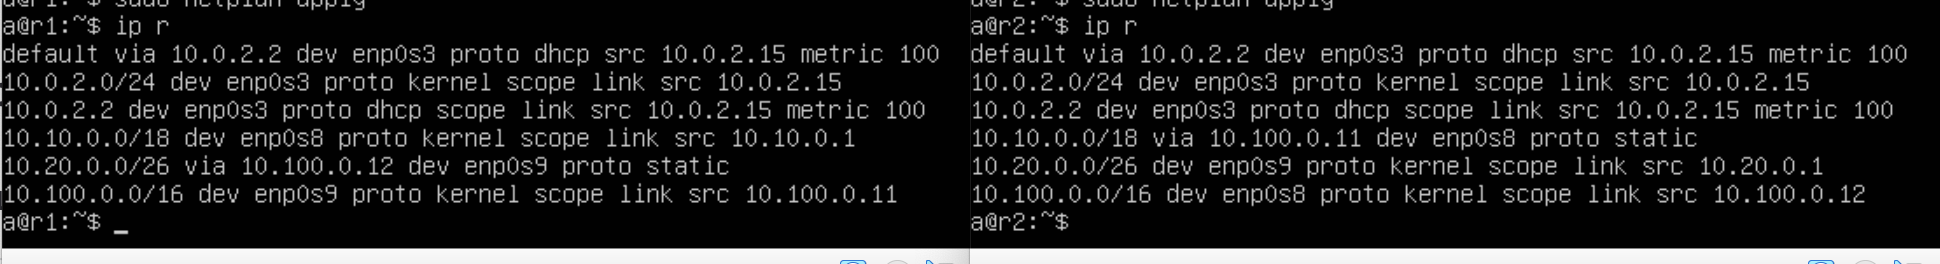 a@r1:~$ ip r
default via 10.0.2.2 dev enp0s3 proto dhcp src 10.0.2.15 metric 100
10.0.2.0/24 dev enp0s3 proto kernel scope link src 10.0.2.15
10.0.2.2 dev enp0s3 proto dhcp scope link src 10.0.2.15 metric 100
10.10.0.0/18 dev enp0s8 proto kernel scope link src 10.10.0.1
10.20.0.0/26 via 10.100.0.12 dev enp0s9 proto static
10.100.0.0/16 dev enp0s9 proto kernel scope link src 10.100.0.11
a@r1:~$ _
a@r2:~$ ip r
default via 10.0.2.2 dev enp0s3 proto dhcp src 10.0.2.15 metric 100
10.0.2.0/24 dev enp0s3 proto kernel scope link src 10.0.2.15
10.0.2.2 dev enp0s3 proto dhcp scope link src 10.0.2.15 metric 100
10.10.0.0/18 via 10.100.0.11 dev enp0s8 proto static
10.20.0.0/26 dev enp0s9 proto kernel scope link src 10.20.0.1
10.100.0.0/16 dev enp0s8 proto kernel scope link src 10.100.0.12
a@r2:~$